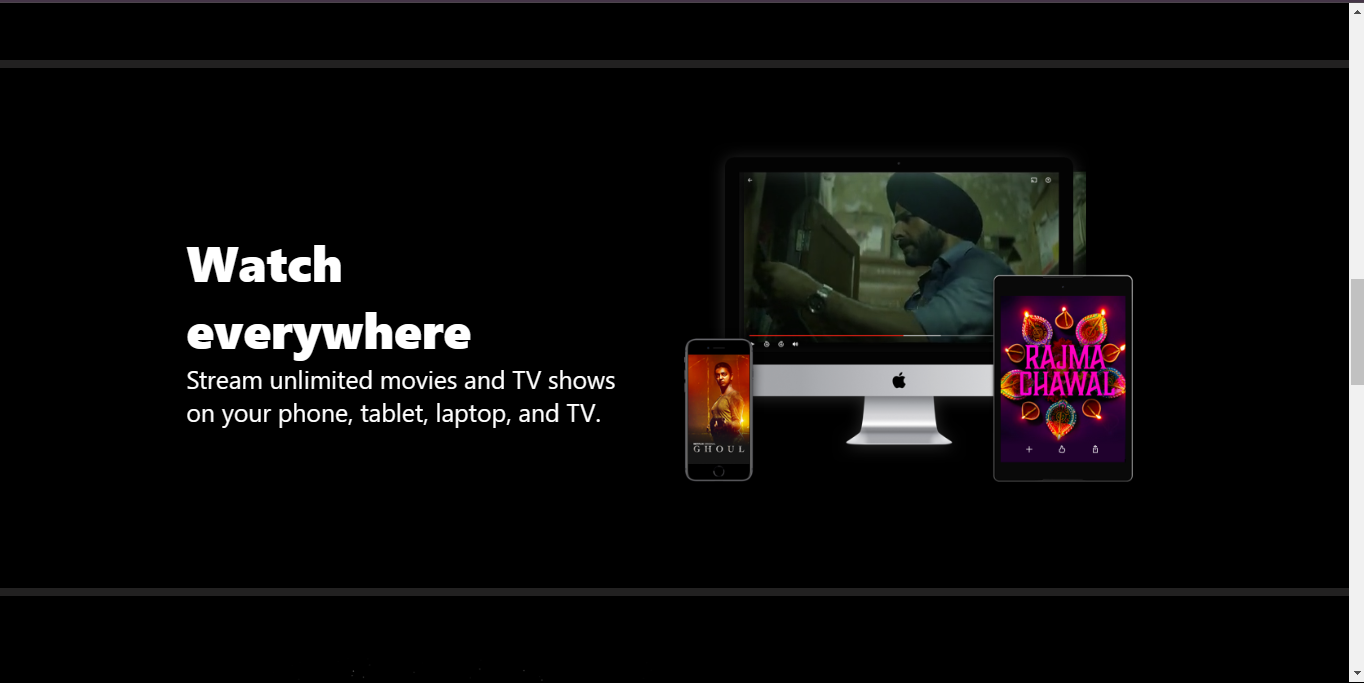 Watch
everywhere
Stream unlimited movies and TV shows
on your phone, tablet, laptop, and TV.
RAJMA
CHAWAL
GHOUL